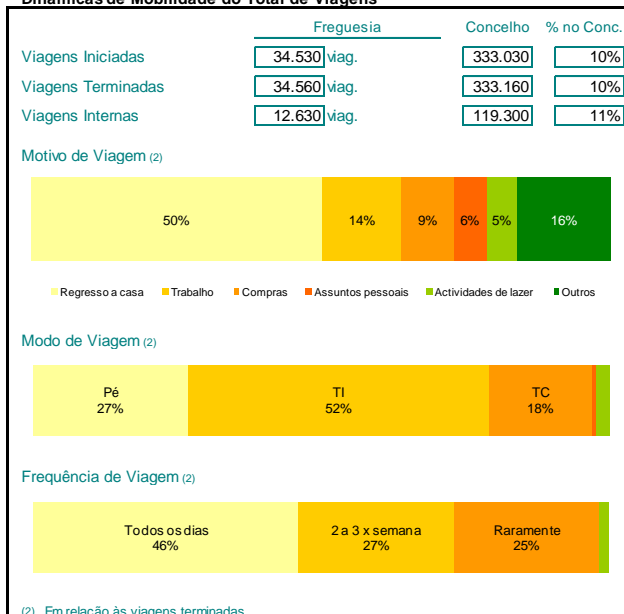 Dinâmicas de Mobilidade do Total de Viagens
Freguesia Concelho % no Conc.
Viagens Iniciadas 34.530 viag. 333.030 10%
Viagens Terminadas 34.560 viag. 333.160 10%
Viagens Internas 12.630 viag. 119.300 11%
Motivo de Viagem (2)
50% 14% 9% 6% 5% 16%
Regresso a casa Trabalho Compras Assuntos pessoais Actividades de lazer Outros
Modo de Viagem (2)
Pé TI TC
27% 52% 18%
Frequência de Viagem (2)
Todos os dias 2 a 3 x semana Raramente
46% 27% 25%
(2) Em relação às viagens terminadas